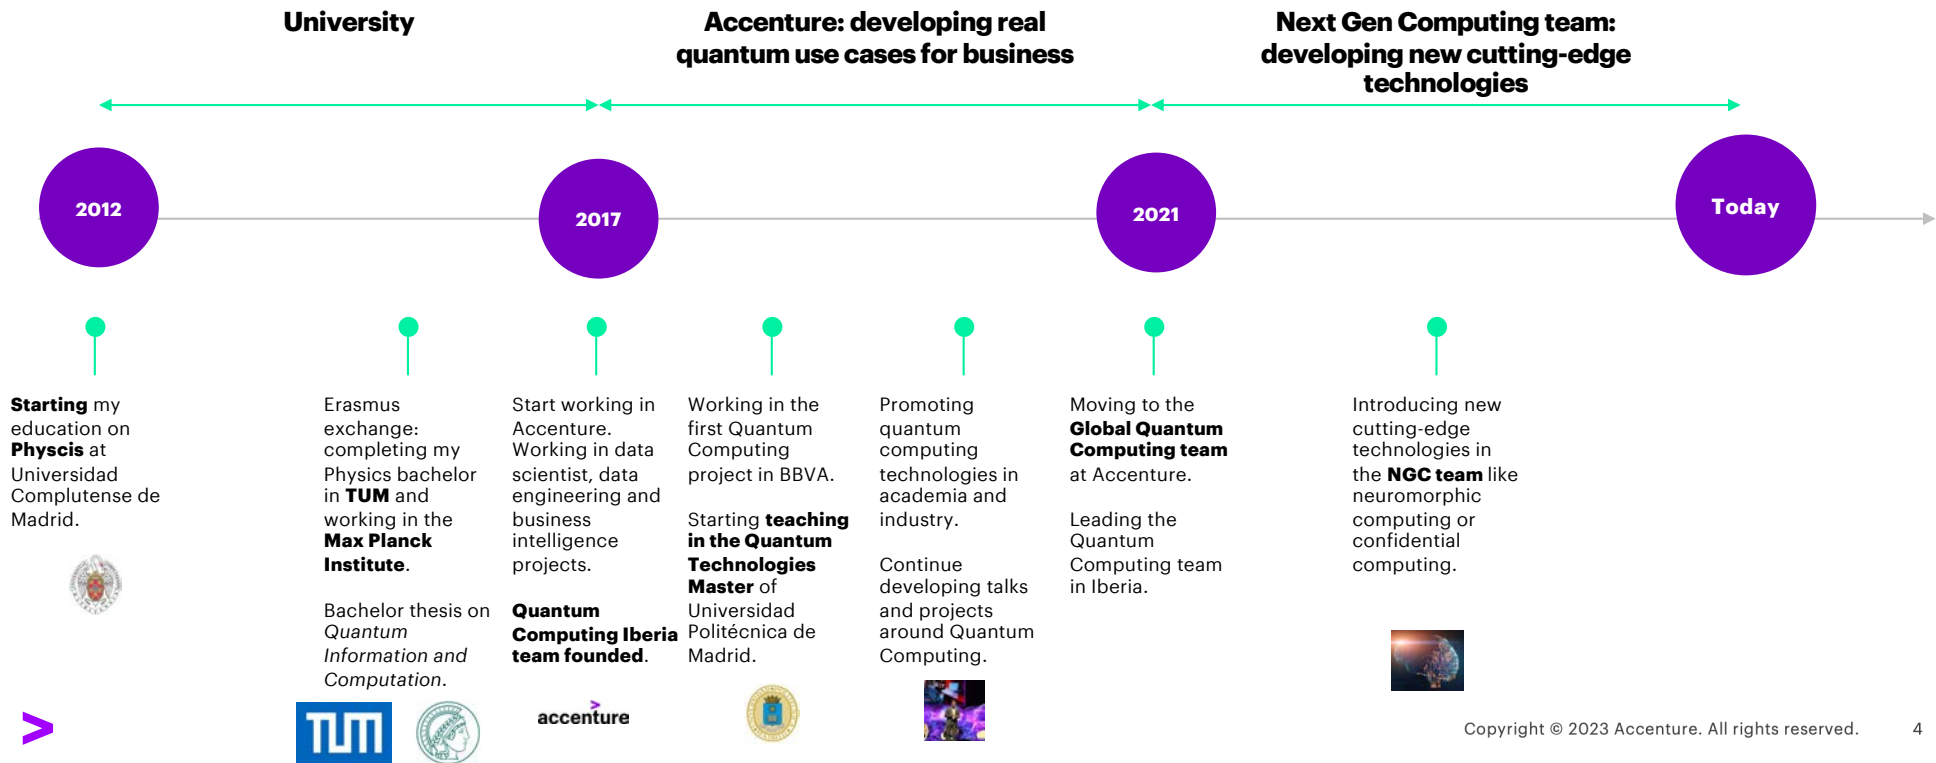 University
Accenture: developing real
quantum use cases for business
Next Gen Computing team:
developing new cutting-edge
technologies
2012
2017
2021
Today
Starting my
education on
Physcis at
Universidad
Complutense de
Madrid.
Erasmus
exchange:
completing my
Physics bachelor
in TUM and
working in the
Max Planck
Institute.
Bachelor thesis on
Quantum
Information and
Computation.
TUM
Start working in
Accenture.
Working in data
scientist, data
engineering and
business
intelligence
projects.
Quantum
Computing Iberia
team founded.
accenture
Working in the
first Quantum
Computing
project in BBVA.
Starting teaching
in the Quantum
Technologies
Master of
Universidad
Politécnica de
Madrid.
Promoting
quantum
computing
technologies in
academia and
industry.
Continue
developing talks
and projects
around Quantum
Computing.
Moving to the
Global Quantum
Computing team
at Accenture.
Leading the
Quantum
Computing team
in Iberia.
Introducing new
cutting-edge
technologies in
the NGC team like
neuromorphic
computing or
confidential
computing.
Copyright © 2023 Accenture. All rights reserved.
4